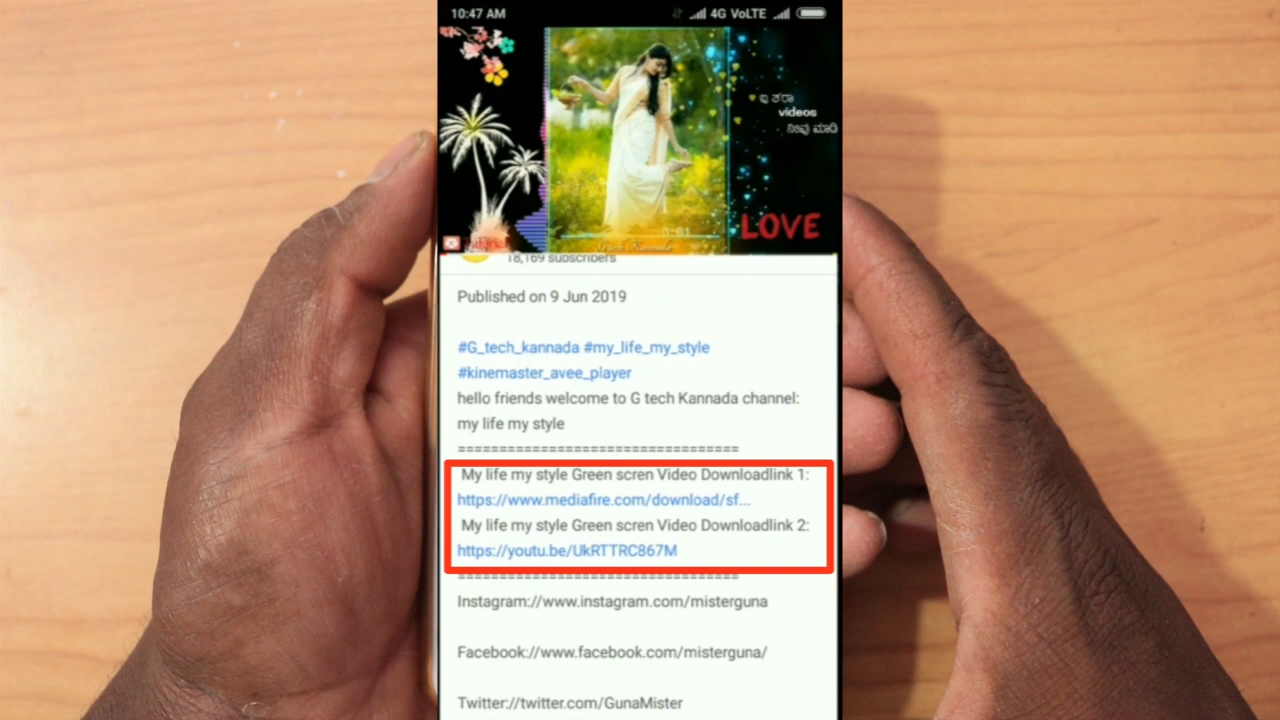 10:47 AM
4G VoLTE
ಈ ತರಾ
videos
ನೀವು ಮಾಡಿ
LOVE
0:01
18,169 subscribers
Published on 9 Jun 2019
#G_tech_kannada #my_life_my_style
#kinemaster_avee_player
hello friends welcome to G tech Kannada channel:
my life my style
=================================
My life my style Green scren Video Downloadlink 1:
https://www.mediafire.com/download/sf...
My life my style Green scren Video Downloadlink 2:
https://youtu.be/UkRTTRC867M
=================================
Instagram://www.instagram.com/misterguna
Facebook://www.facebook.com/misterguna/
Twitter://twitter.com/GunaMister